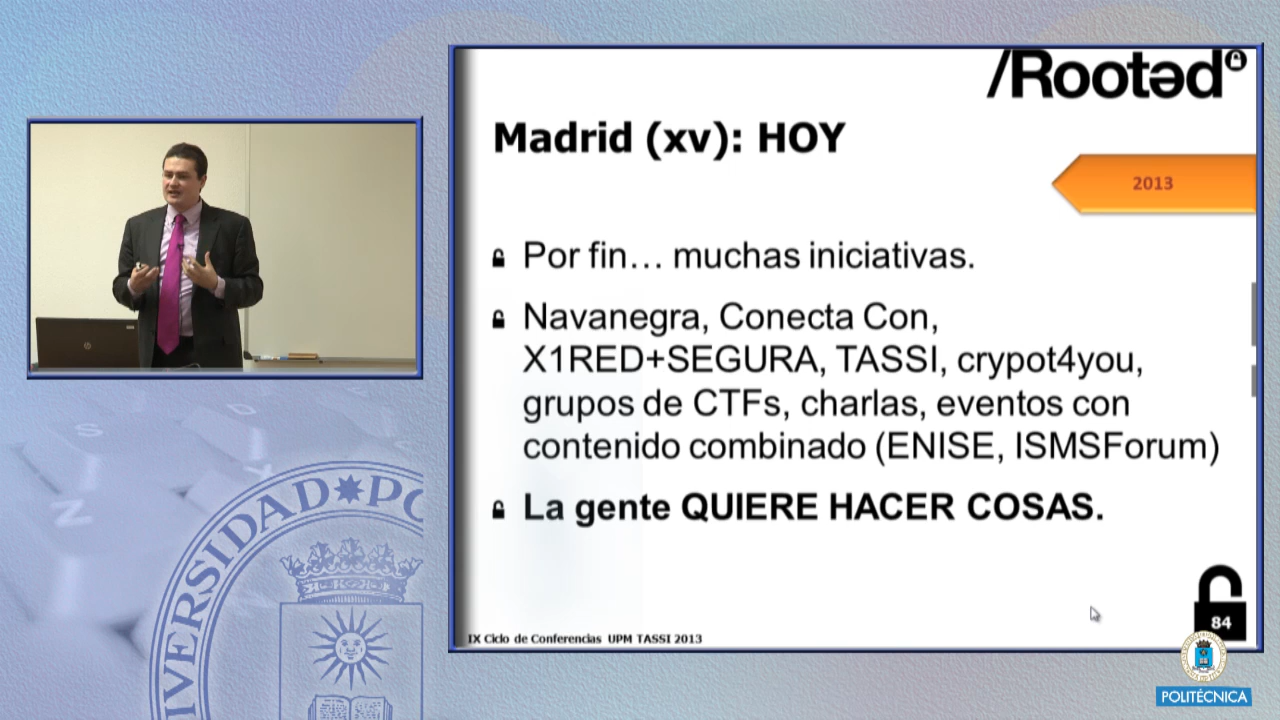 /Rootəd
Madrid (xv): HOY
2013
Por fin… muchas iniciativas.
Navanegra, Conecta Con,
X1RED+SEGURA, TASSI, crypot4you,
grupos de CTFs, charlas, eventos con
contenido combinado (ENISE, ISMSForum)
La gente QUIERE HACER COSAS.
IX Ciclo de Conferencias UPM TASSI 2013
84
POLITÉCNICA
VERSIDAD PO
hp
S
D
N